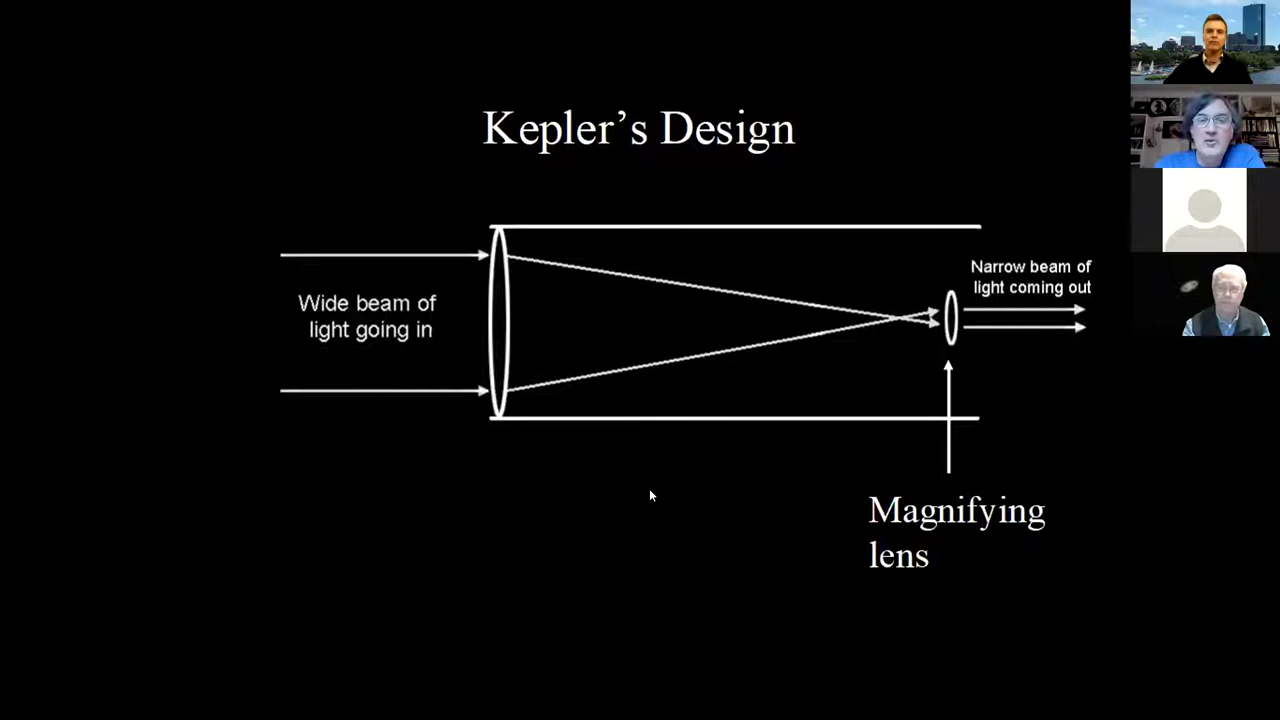 Kepler's Design
Wide beam of
light going in
Narrow beam of
light coming out
Magnifying
lens